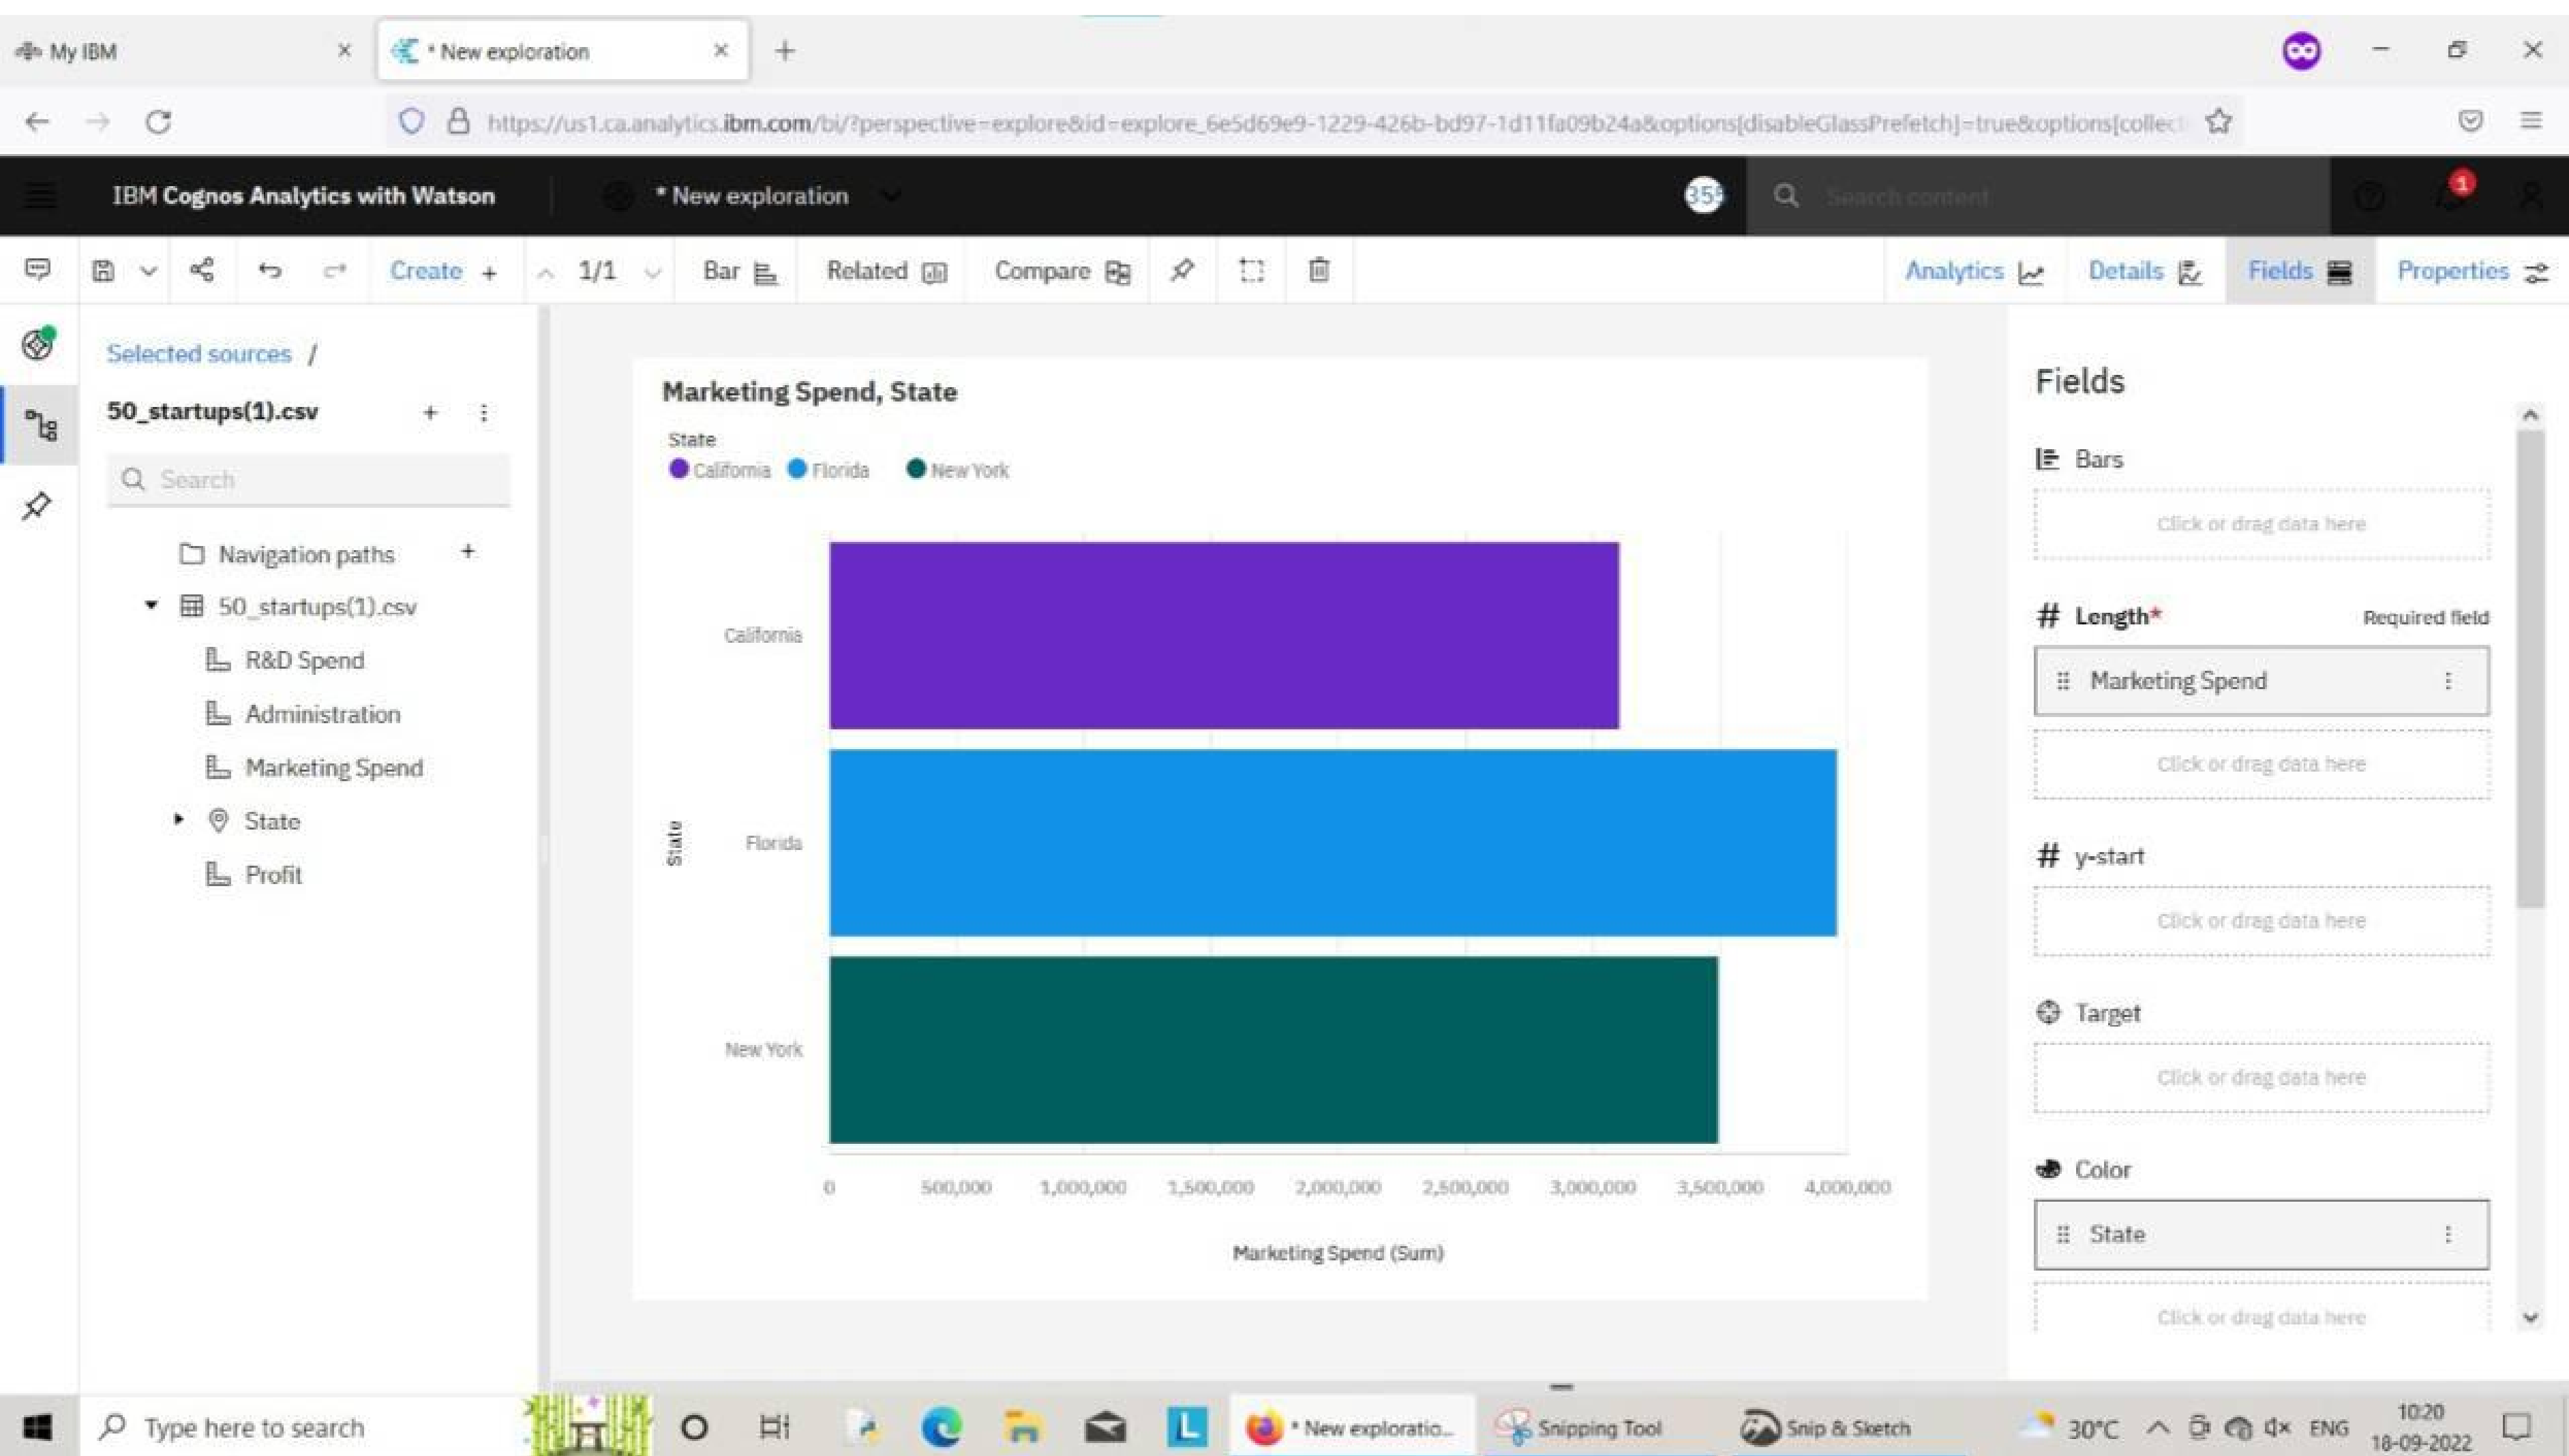 My IBM
* New exploration
https://us1.ca.analytics.ibm.com/bi/?perspective=explore&id=explore_6e5d69e9-1229-426b-bd97-1d11fa09b24a&options[disableGlassPrefetch]=true&options[collec
IBM Cognos Analytics with Watson
* New exploration
Search content
1
Create +
1/1
Bar
Related
Compare
Analytics
Details
Fields
Properties
Selected sources /
50_startups(1).csv
Search
Navigation paths
50_startups(1).csv
R&D Spend
Administration
Marketing Spend
State
Profit
Marketing Spend, State
State
California Florida New York
California
Florida
New York
State
0 500,000 1,000,000 1,500,000 2,000,000 2,500,000 3,000,000 3,500,000 4,000,000
Marketing Spend (Sum)
Fields
Bars
Click or drag data here
# Length* Required field
Marketing Spend
Click or drag data here
# y-start
Click or drag data here
Target
Click or drag data here
Color
State
Click or drag data here
Type here to search
L
* New exploratio...
Snipping Tool
Snip & Sketch
30°C
ENG
10:20
18-09-2022